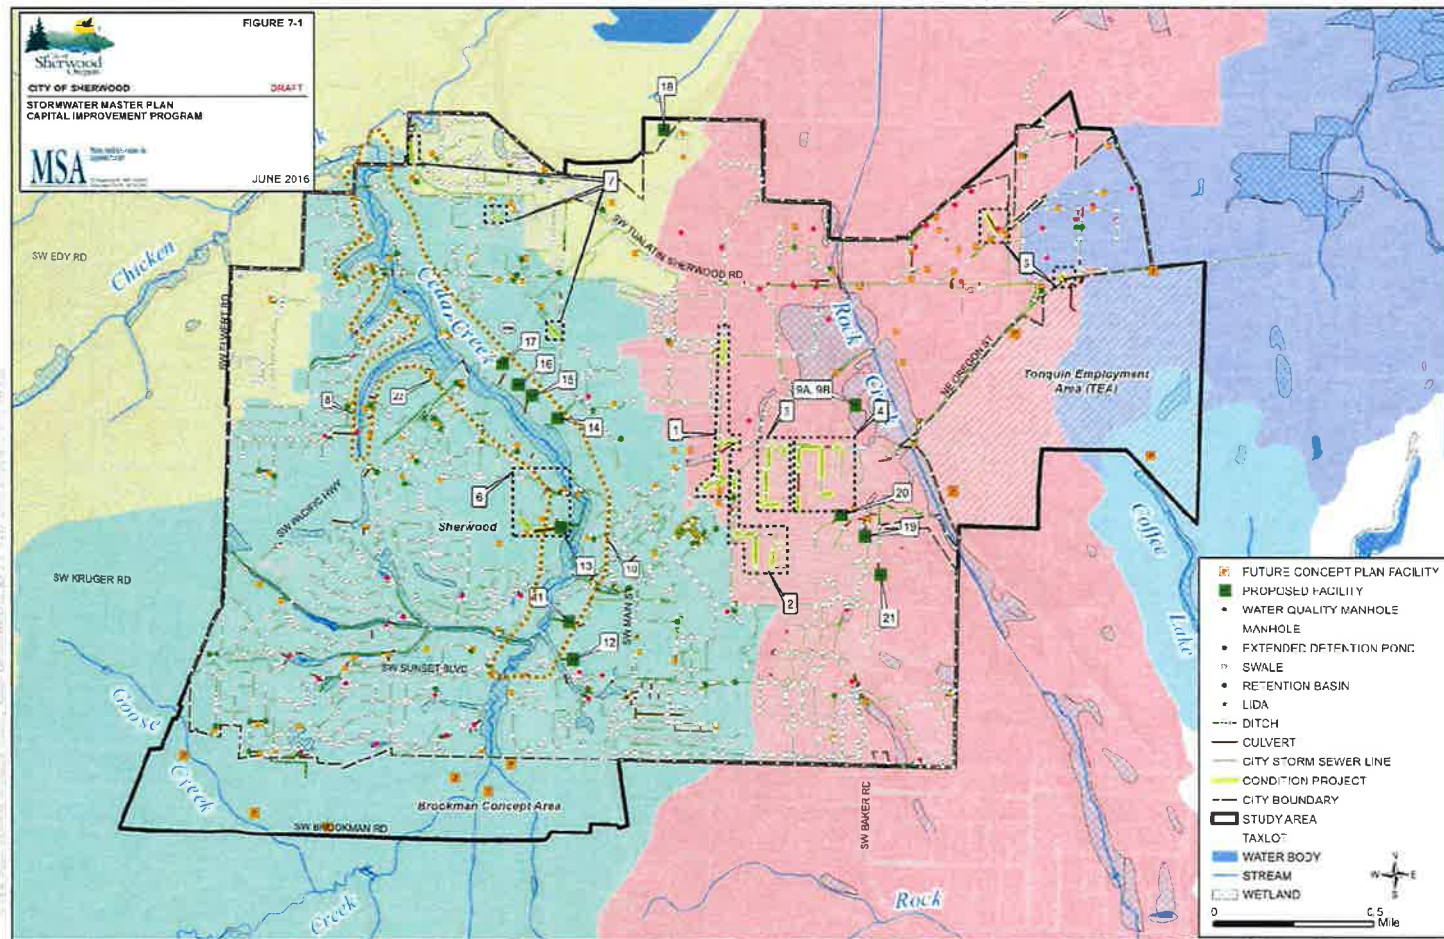 FIGURE 7-1
City of
Sherwood
Oregon
CITY OF SHERWOOD
DRAFT
STORMWATER MASTER PLAN
CAPITAL IMPROVEMENT PROGRAM
MSA
JUNE 2016
18
7
SW TUALATIN SHERWOOD RD
SW EDY RD
Chicken
SW ELWERT RD
Cedar Creek
5
Rock
Creek
NE OREGON ST
Tonquin Employment
Area (TEA)
17
16
15
14
8
22
9A, 9B
3
4
1
6
SW PACIFIC HWY
Sherwood
20
19
Coffee
Lake
SW KRUGER RD
13
10
11
SW MAIN ST
2
21
12
SW SUNSET BLVD
Goose
Creek
Brookman Concept Area
SW BROOKMAN RD
SW BAKER RD
Creek
Rock
FUTURE CONCEPT PLAN FACILITY
PROPOSED FACILITY
WATER QUALITY MANHOLE
MANHOLE
EXTENDED DETENTION POND
SWALE
RETENTION BASIN
LIDA
DITCH
CULVERT
CITY STORM SEWER LINE
CONDITION PROJECT
CITY BOUNDARY
STUDY AREA
TAXLOT
WATER BODY
STREAM
WETLAND
N
W E
S
0 0.5
Mile